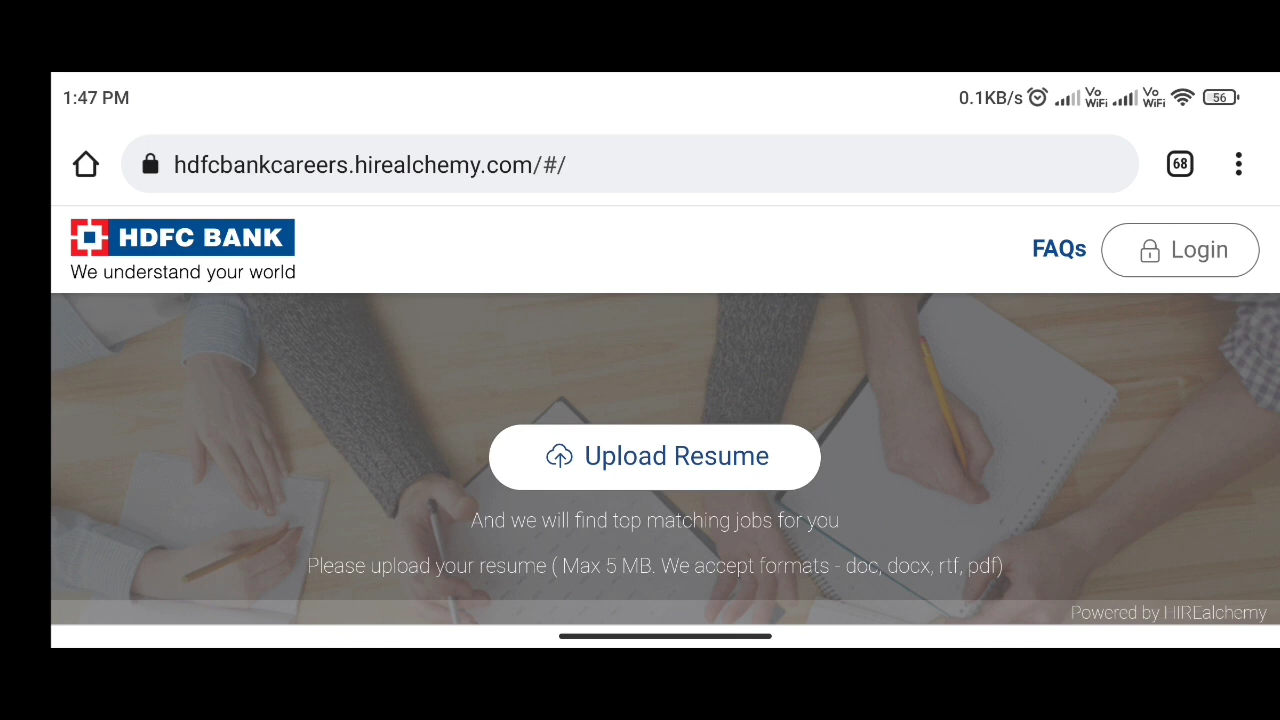 1:47 PM
0.1KB/s Vo WiFi Vo WiFi 56
hdfcbankcareers.hirealchemy.com/#/
68
HDFC BANK
We understand your world
FAQs
Login
Upload Resume
And we will find top matching jobs for you
Please upload your resume ( Max 5 MB. We accept formats - doc, docx, rtf, pdf)
Powered by HIREalchemy